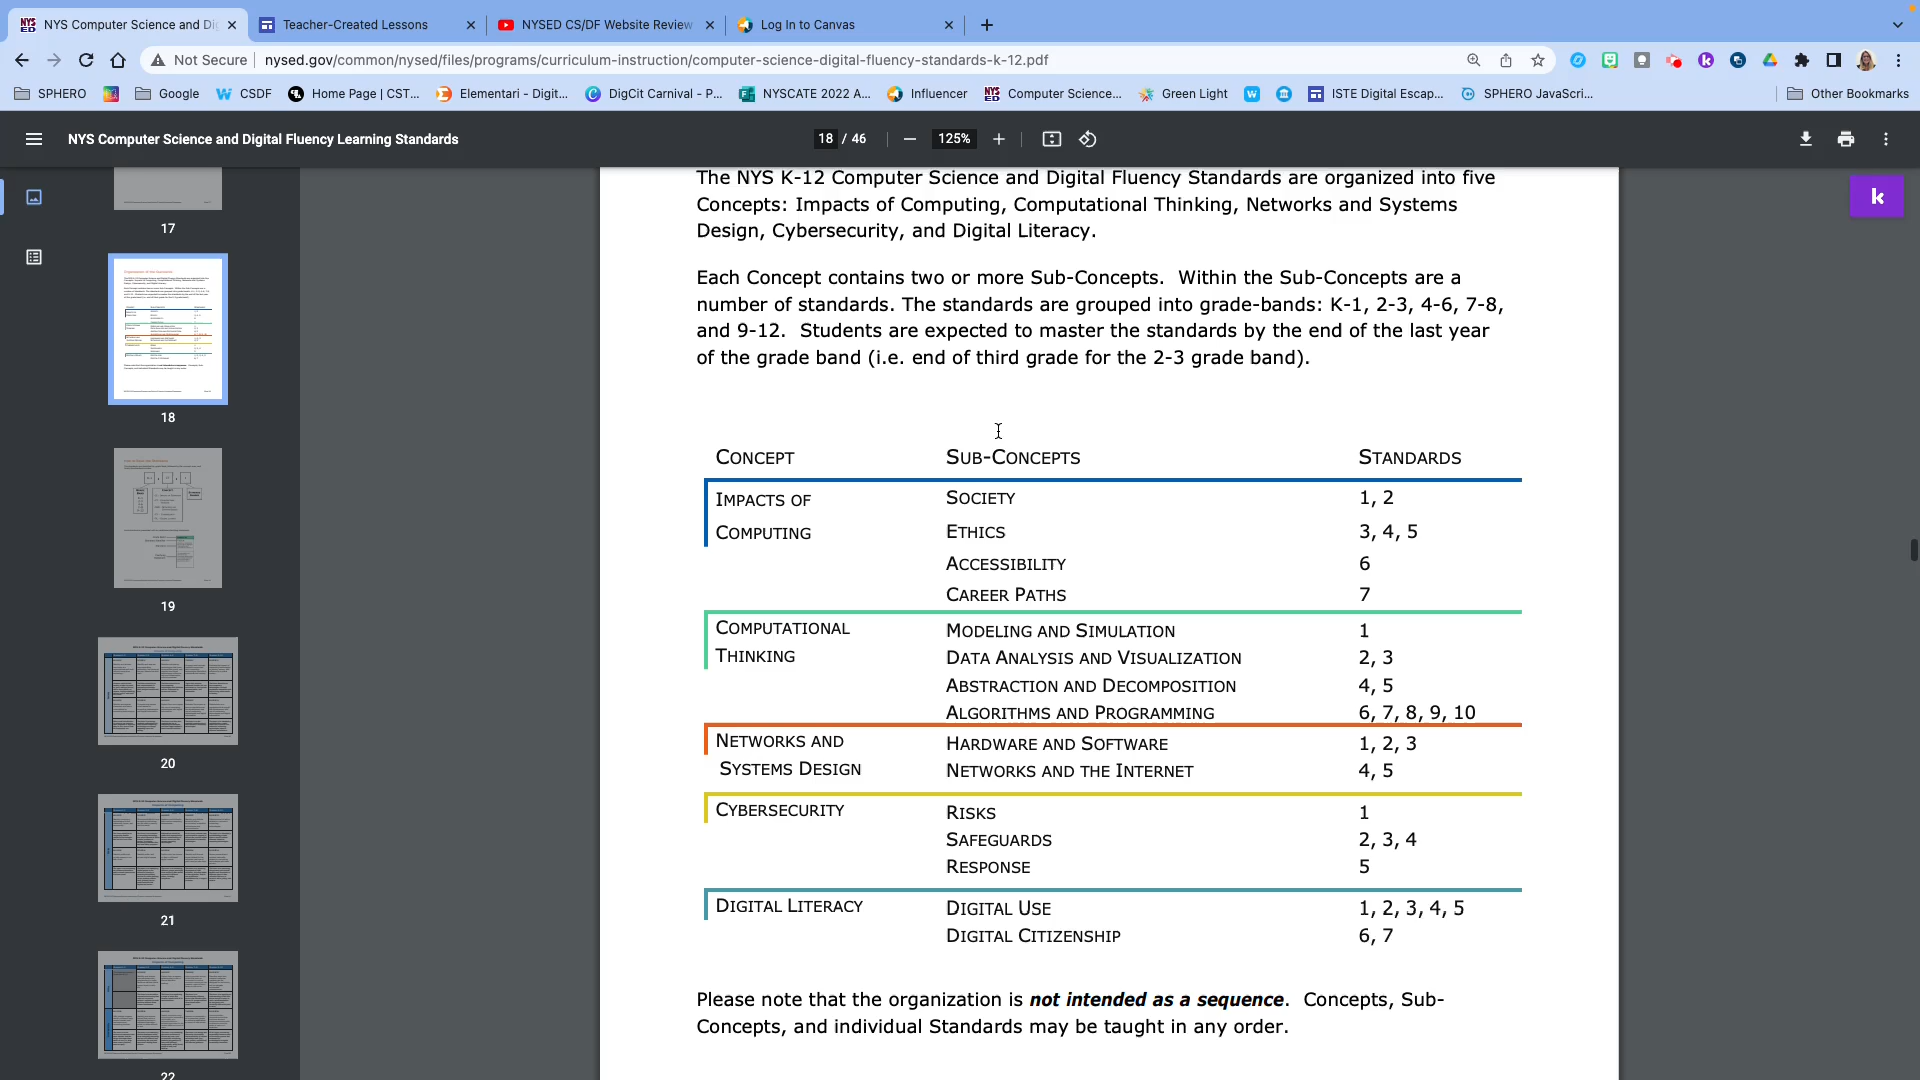 NYS Computer Science and Di
Teacher-Created Lessons
NYSED CS/DF Website Review
Log In to Canvas
Not Secure
nysed.gov/common/nysed/files/programs/curriculum-instruction/computer-science-digital-fluency-standards-k-12.pdf
SPHERO
Google
CSDF
Home Page | CST...
Elementari - Digit...
DigCit Carnival - P...
NYSCATE 2022 A...
Influencer
Computer Science...
Green Light
ISTE Digital Escap...
SPHERO JavaScri...
Other Bookmarks
NYS Computer Science and Digital Fluency Learning Standards
18 / 46
125%
k
17
18
19
20
21
22
The NYS K-12 Computer Science and Digital Fluency Standards are organized into five
Concepts: Impacts of Computing, Computational Thinking, Networks and Systems
Design, Cybersecurity, and Digital Literacy.
Each Concept contains two or more Sub-Concepts. Within the Sub-Concepts are a
number of standards. The standards are grouped into grade-bands: K-1, 2-3, 4-6, 7-8,
and 9-12. Students are expected to master the standards by the end of the last year
of the grade band (i.e. end of third grade for the 2-3 grade band).
CONCEPT SUB-CONCEPTS STANDARDS
IMPACTS OF SOCIETY 1, 2
COMPUTING ETHICS 3, 4, 5
ACCESSIBILITY 6
CAREER PATHS 7
COMPUTATIONAL MODELING AND SIMULATION 1
THINKING DATA ANALYSIS AND VISUALIZATION 2, 3
ABSTRACTION AND DECOMPOSITION 4, 5
ALGORITHMS AND PROGRAMMING 6, 7, 8, 9, 10
NETWORKS AND HARDWARE AND SOFTWARE 1, 2, 3
SYSTEMS DESIGN NETWORKS AND THE INTERNET 4, 5
CYBERSECURITY RISKS 1
SAFEGUARDS 2, 3, 4
RESPONSE 5
DIGITAL LITERACY DIGITAL USE 1, 2, 3, 4, 5
DIGITAL CITIZENSHIP 6, 7
Please note that the organization is not intended as a sequence. Concepts, Sub-
Concepts, and individual Standards may be taught in any order.